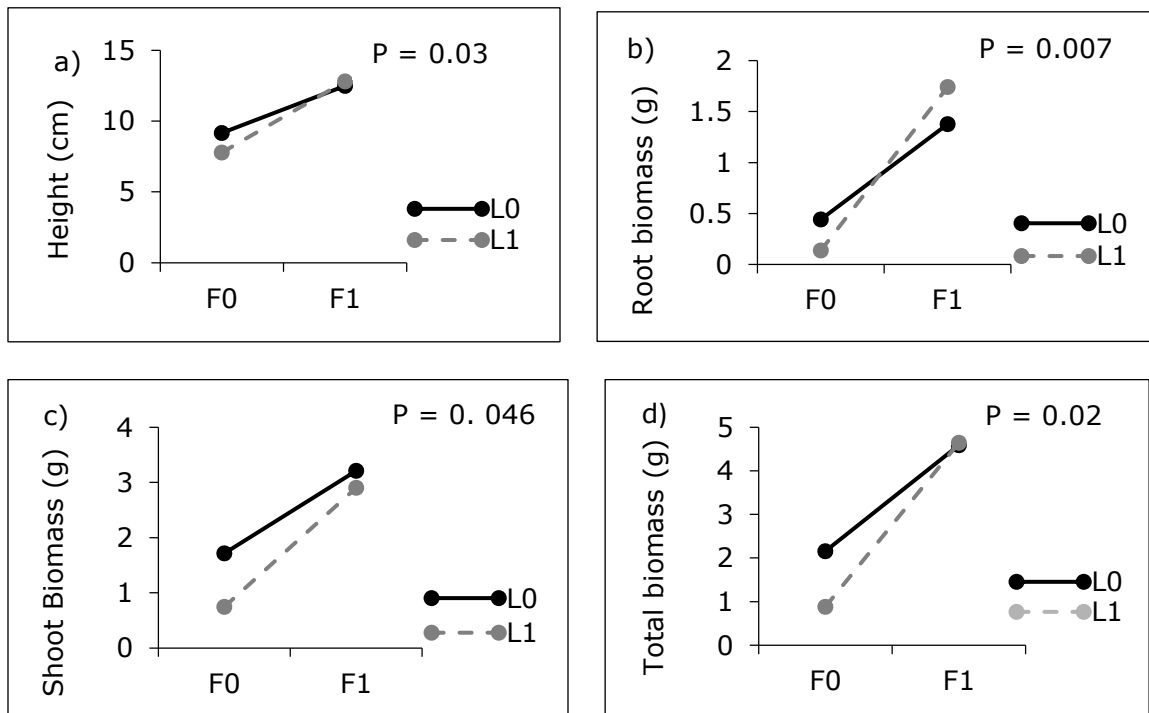 a)
P = 0.03
Height (cm)
15
10
5
0
F0 F1
L0
L1
b)
P = 0.007
Root biomass (g)
2
1.5
1
0.5
0
F0 F1
L0
L1
c)
P = 0. 046
Shoot Biomass (g)
4
3
2
1
0
F0 F1
L0
L1
d)
P = 0.02
Total biomass (g)
5
4
3
2
1
0
F0 F1
L0
L1